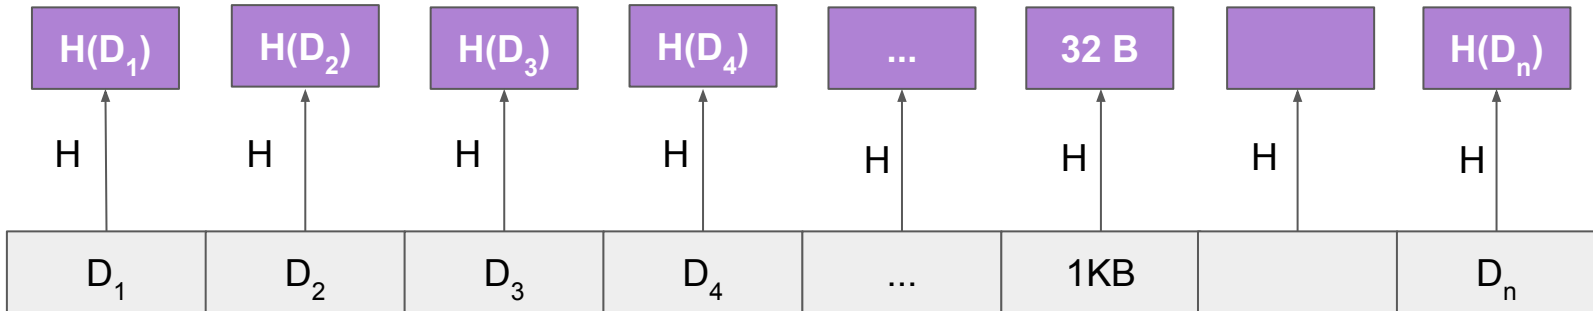 H(D₁) H(D₂) H(D₃) H(D₄) ... 32 B H(Dₙ)
H H H H H H H H
D₁ D₂ D₃ D₄ ... 1KB Dₙ